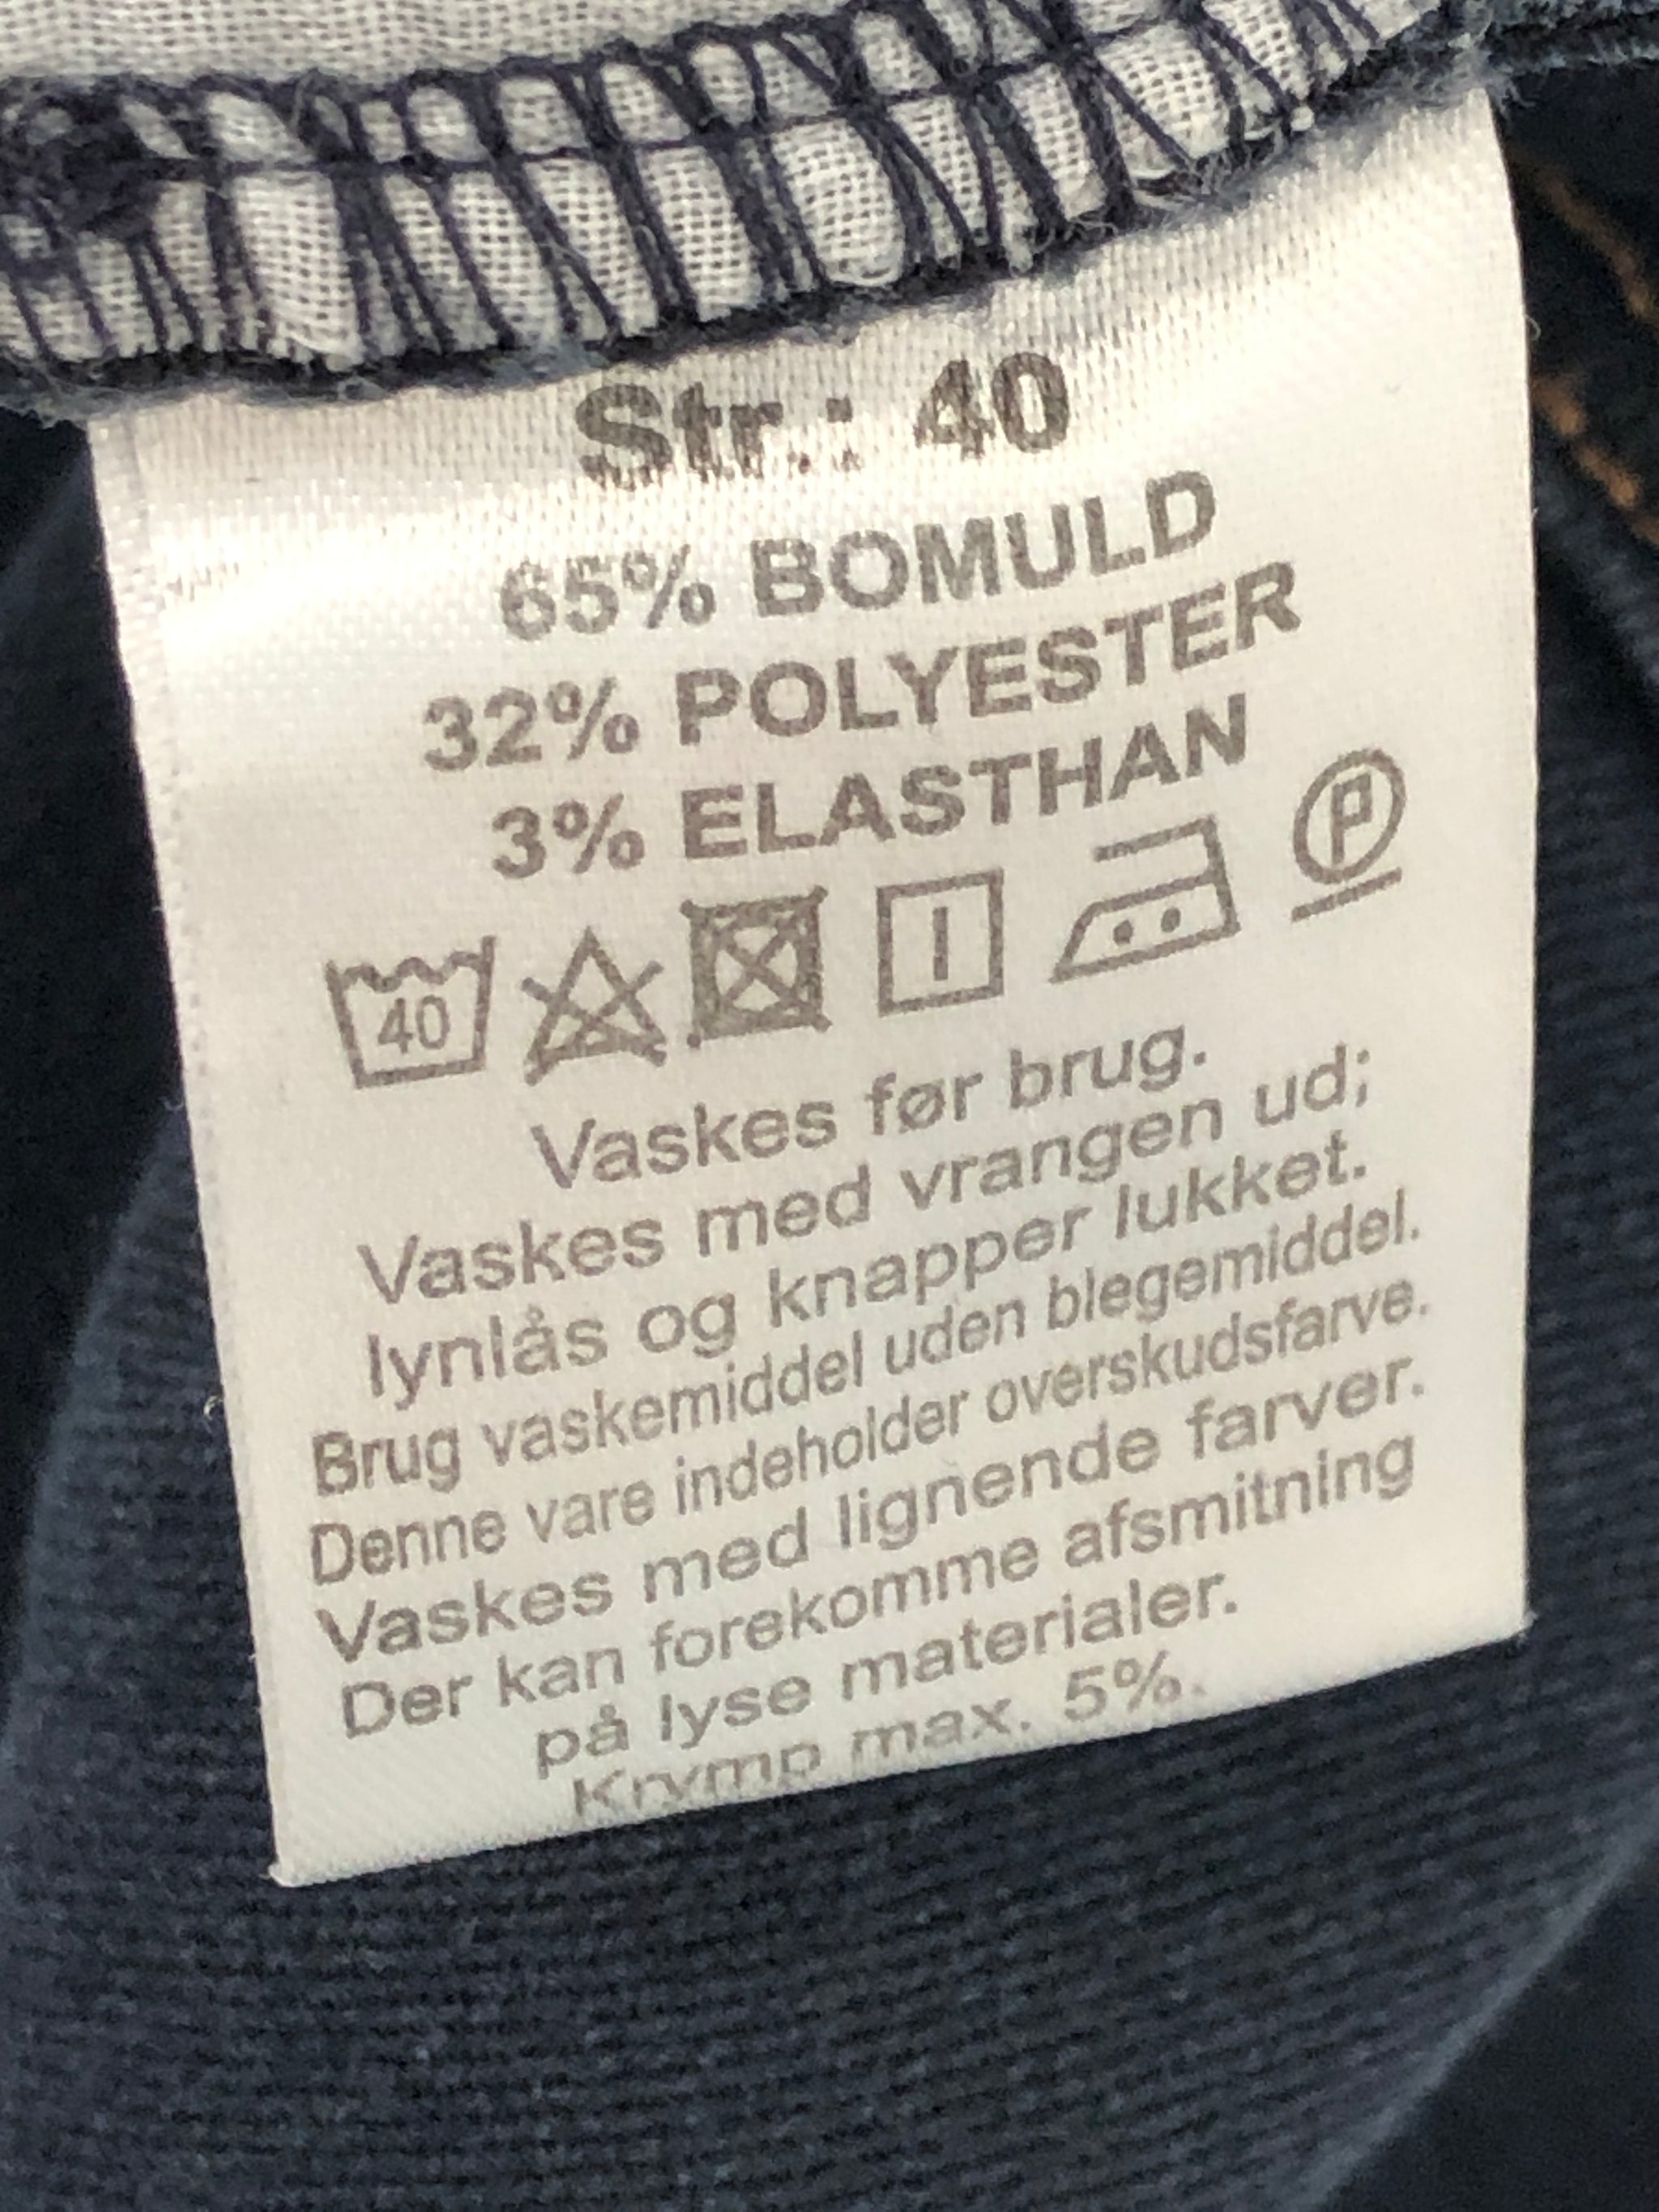 Str.: 40
65% BOMULD
32% POLYESTER
3% ELASTHAN
40 P
Vaskes før brug.
Vaskes med vrangen ud;
lynlås og knapper lukket.
Brug vaskemiddel uden blegemiddel.
Denne vare indeholder overskudsfarve.
Vaskes med lignende farver.
Der kan forekomme afsmitning
på lyse materialer.
Krymp max. 5%.